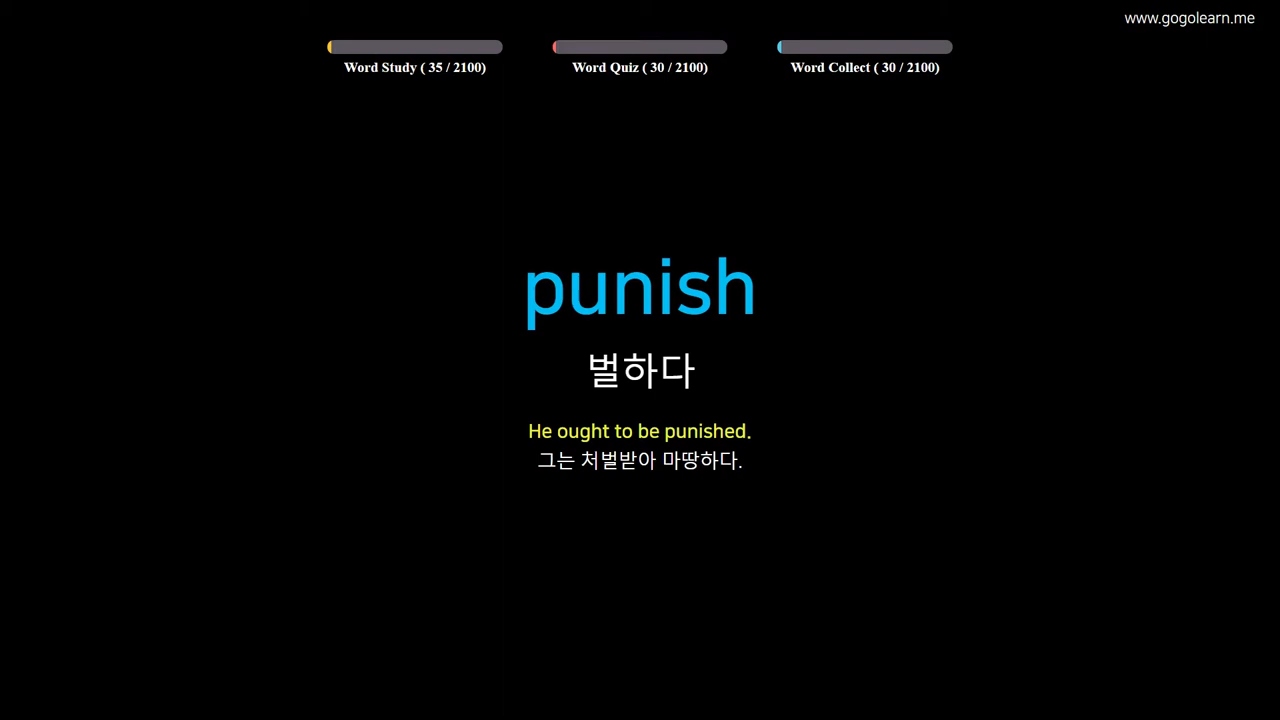 www.gogolearn.me
Word Study ( 35 / 2100)
Word Quiz ( 30 / 2100)
Word Collect ( 30 / 2100)
punish
벌하다
He ought to be punished.
그는 처벌받아 마땅하다.